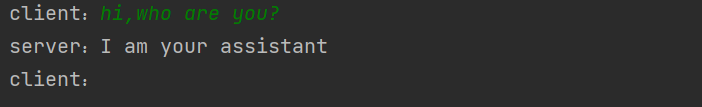 client：hi,who are you?
server：I am your assistant
client：